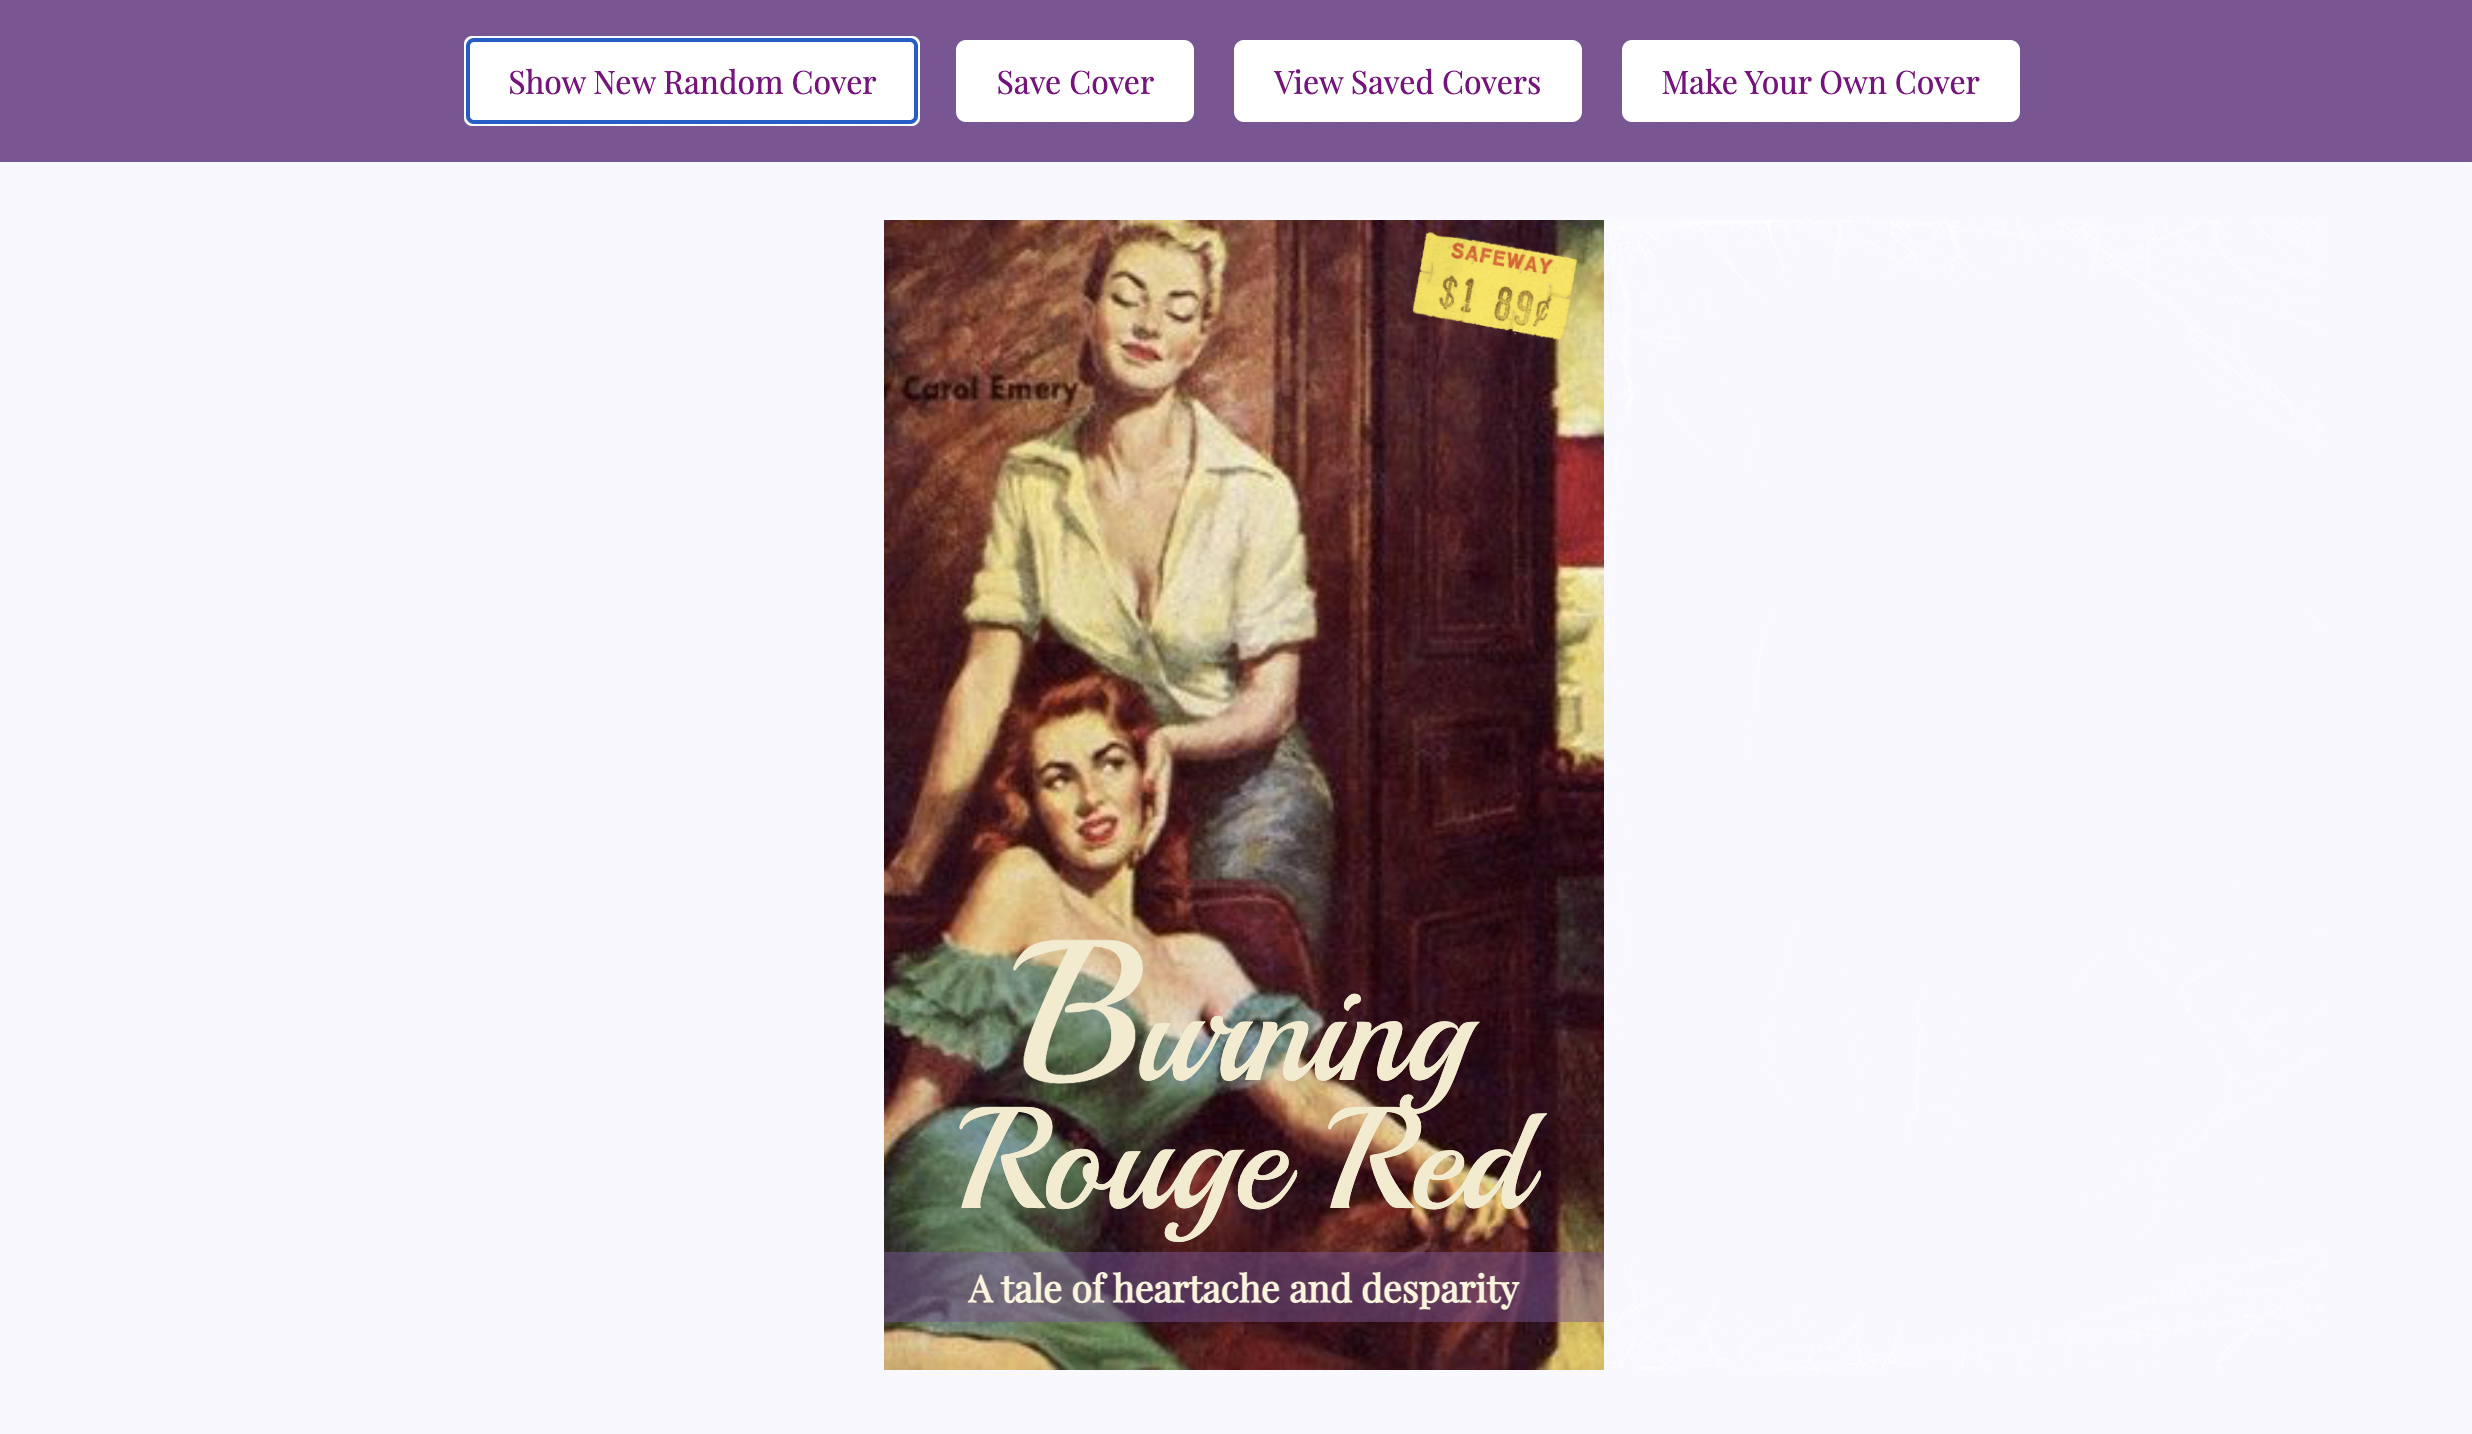 Show New Random Cover
Save Cover
View Saved Covers
Make Your Own Cover
SAFEWAY
$1 89¢
Carol Emery
Burning
Rouge Red
A tale of heartache and desparity